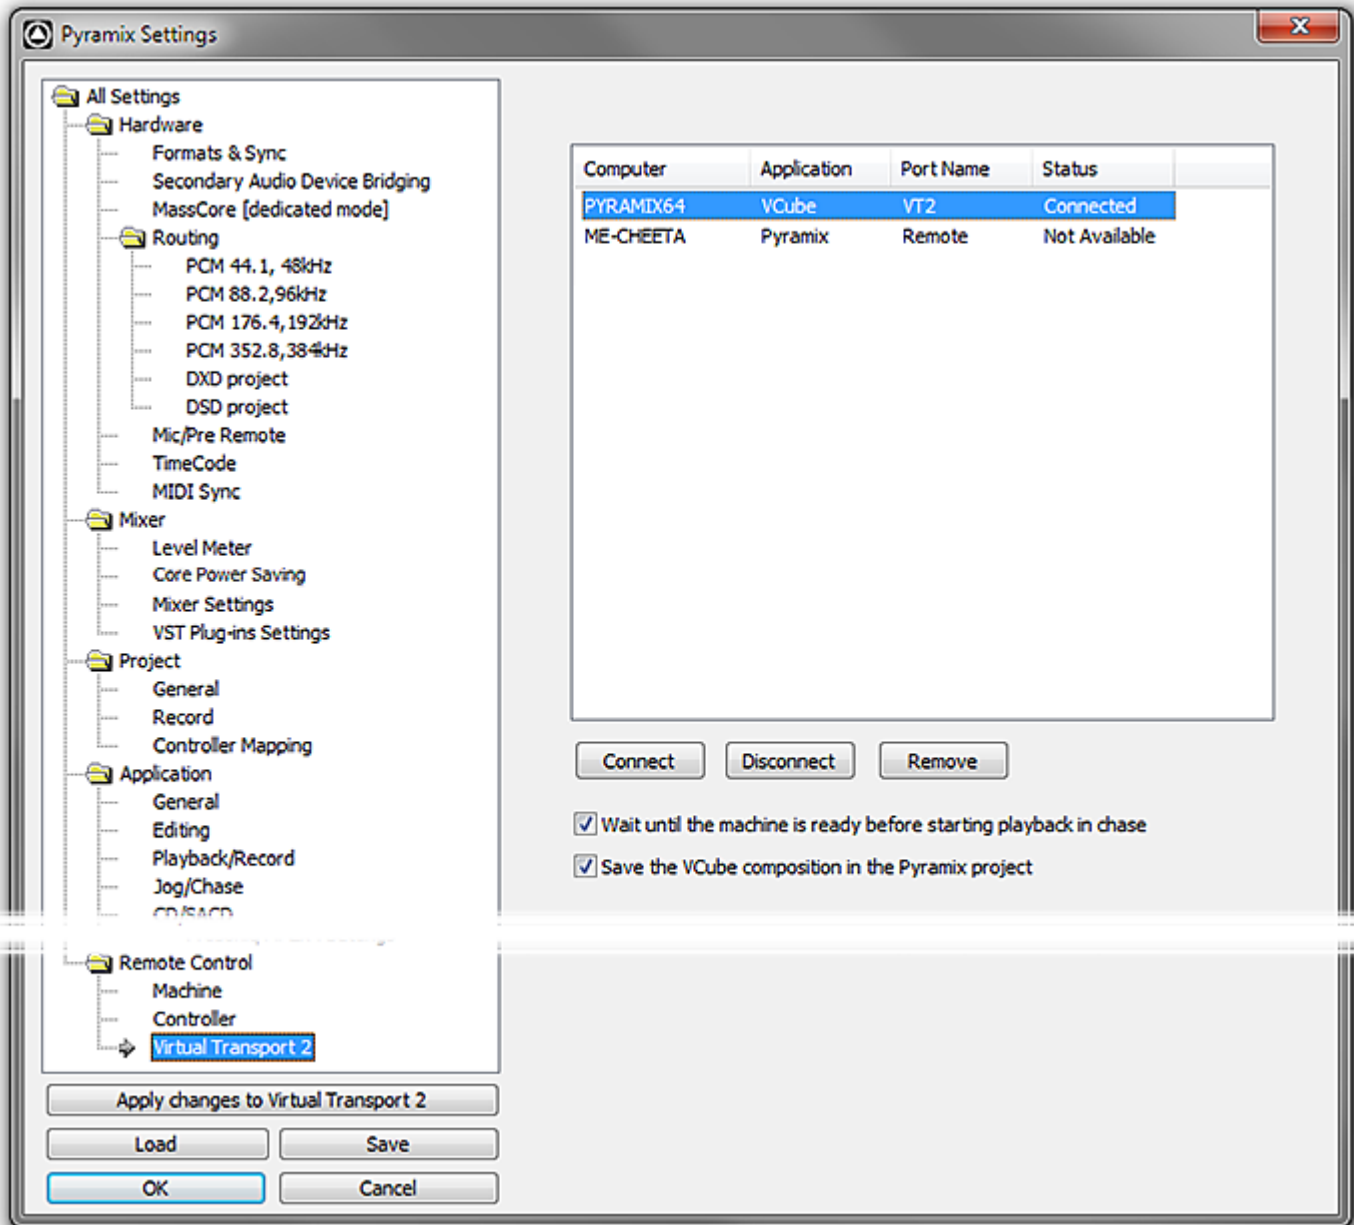 Pyramix Settings
All Settings
Hardware
Formats & Sync
Secondary Audio Device Bridging
MassCore [dedicated mode]
Routing
PCM 44.1, 48kHz
PCM 88.2,96kHz
PCM 176.4,192kHz
PCM 352.8,384kHz
DXD project
DSD project
Mic/Pre Remote
TimeCode
MIDI Sync
Mixer
Level Meter
Core Power Saving
Mixer Settings
VST Plug-ins Settings
Project
General
Record
Controller Mapping
Application
General
Editing
Playback/Record
Jog/Chase
CD/SACD
Remote Control
Machine
Controller
Virtual Transport 2
Apply changes to Virtual Transport 2
Load Save
OK Cancel
Computer Application Port Name Status
PYRAMIX64 VCube VT2 Connected
ME-CHEETA Pyramix Remote Not Available
Connect Disconnect Remove
Wait until the machine is ready before starting playback in chase
Save the VCube composition in the Pyramix project